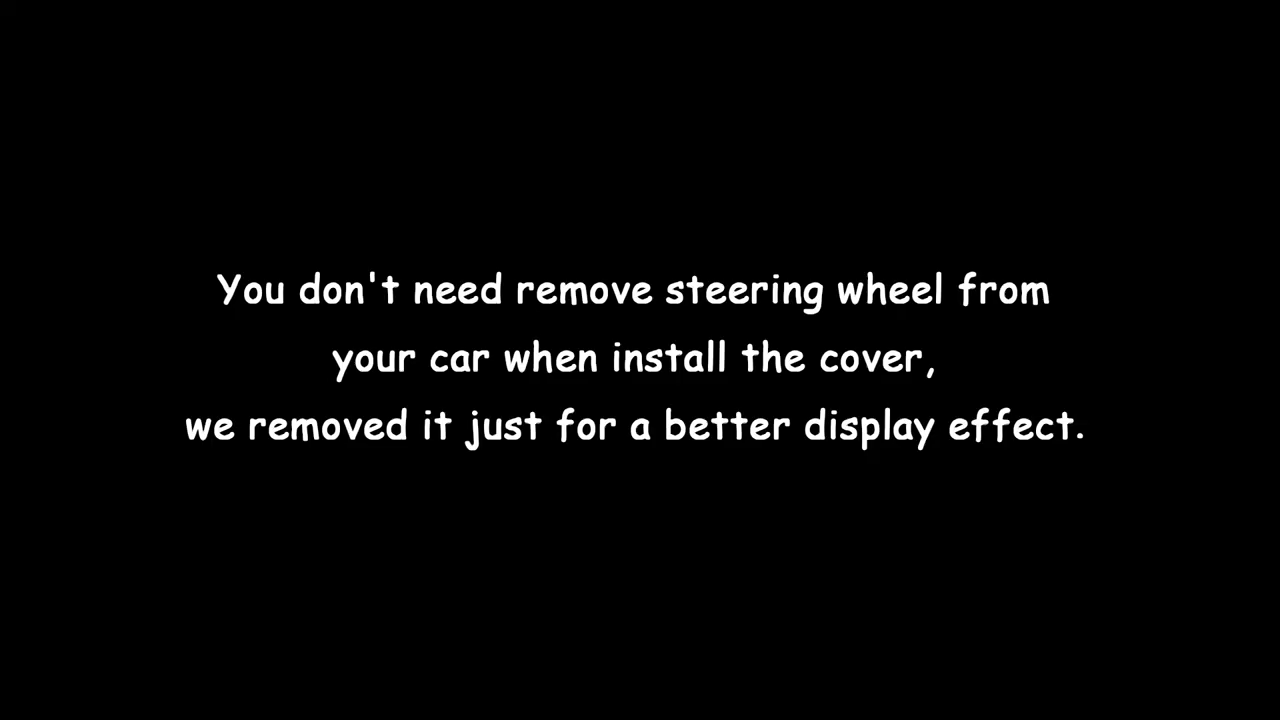 You don't need remove steering wheel from
your car when install the cover,
we removed it just for a better display effect.